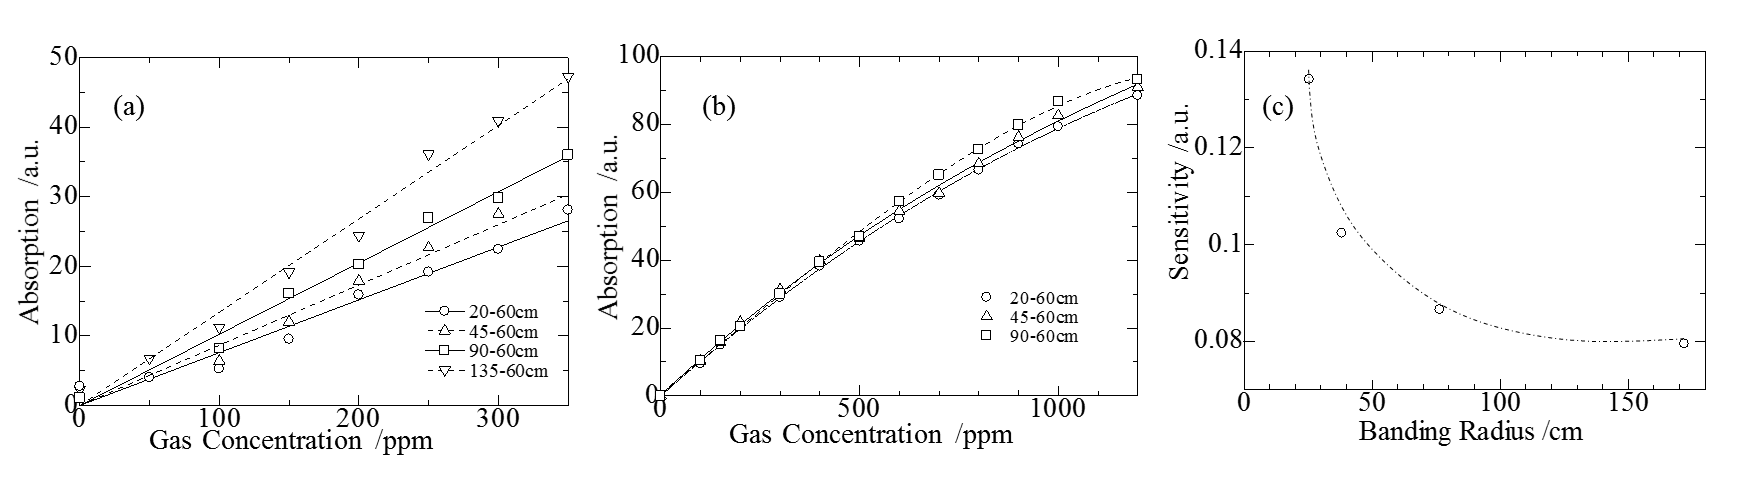 (a)
50
40
30
20
10
0
0 100 200 300
Absorption /a.u.
Gas Concentration /ppm
20-60cm
45-60cm
90-60cm
135-60cm
(b)
100
80
60
40
20
0
0 500 1000
Absorption /a.u.
Gas Concentration /ppm
20-60cm
45-60cm
90-60cm
(c)
0.14
0.12
0.1
0.08
0 50 100 150
Sensitivity /a.u.
Banding Radius /cm